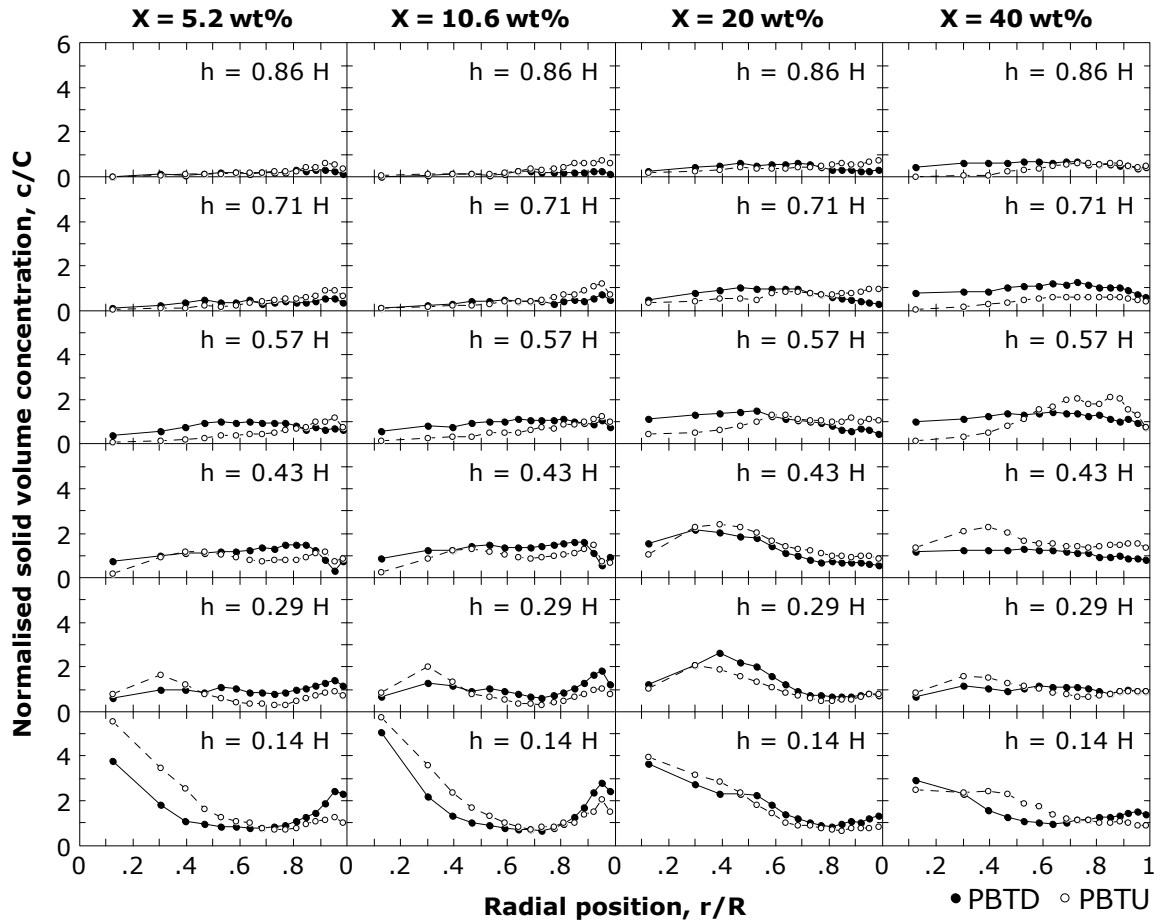 X = 5.2 wt% X = 10.6 wt% X = 20 wt% X = 40 wt%
6
h = 0.86 H h = 0.86 H h = 0.86 H h = 0.86 H
4
2
0
h = 0.71 H h = 0.71 H h = 0.71 H h = 0.71 H
4
2
0
h = 0.57 H h = 0.57 H h = 0.57 H h = 0.57 H
4
2
0
h = 0.43 H h = 0.43 H h = 0.43 H h = 0.43 H
4
2
0
h = 0.29 H h = 0.29 H h = 0.29 H h = 0.29 H
4
2
0
h = 0.14 H h = 0.14 H h = 0.14 H h = 0.14 H
4
2
0
0 .2 .4 .6 .8 0 .2 .4 .6 .8 0 .2 .4 .6 .8 0 .2 .4 .6 .8 1
Normalised solid volume concentration, c/C
Radial position, r/R
PBTD PBTU